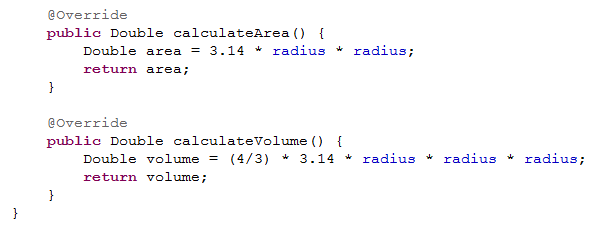 @Override
public Double calculateArea() {
Double area = 3.14 * radius * radius;
return area;
}
@Override
public Double calculateVolume() {
Double volume = (4/3) * 3.14 * radius * radius * radius;
return volume;
}
}